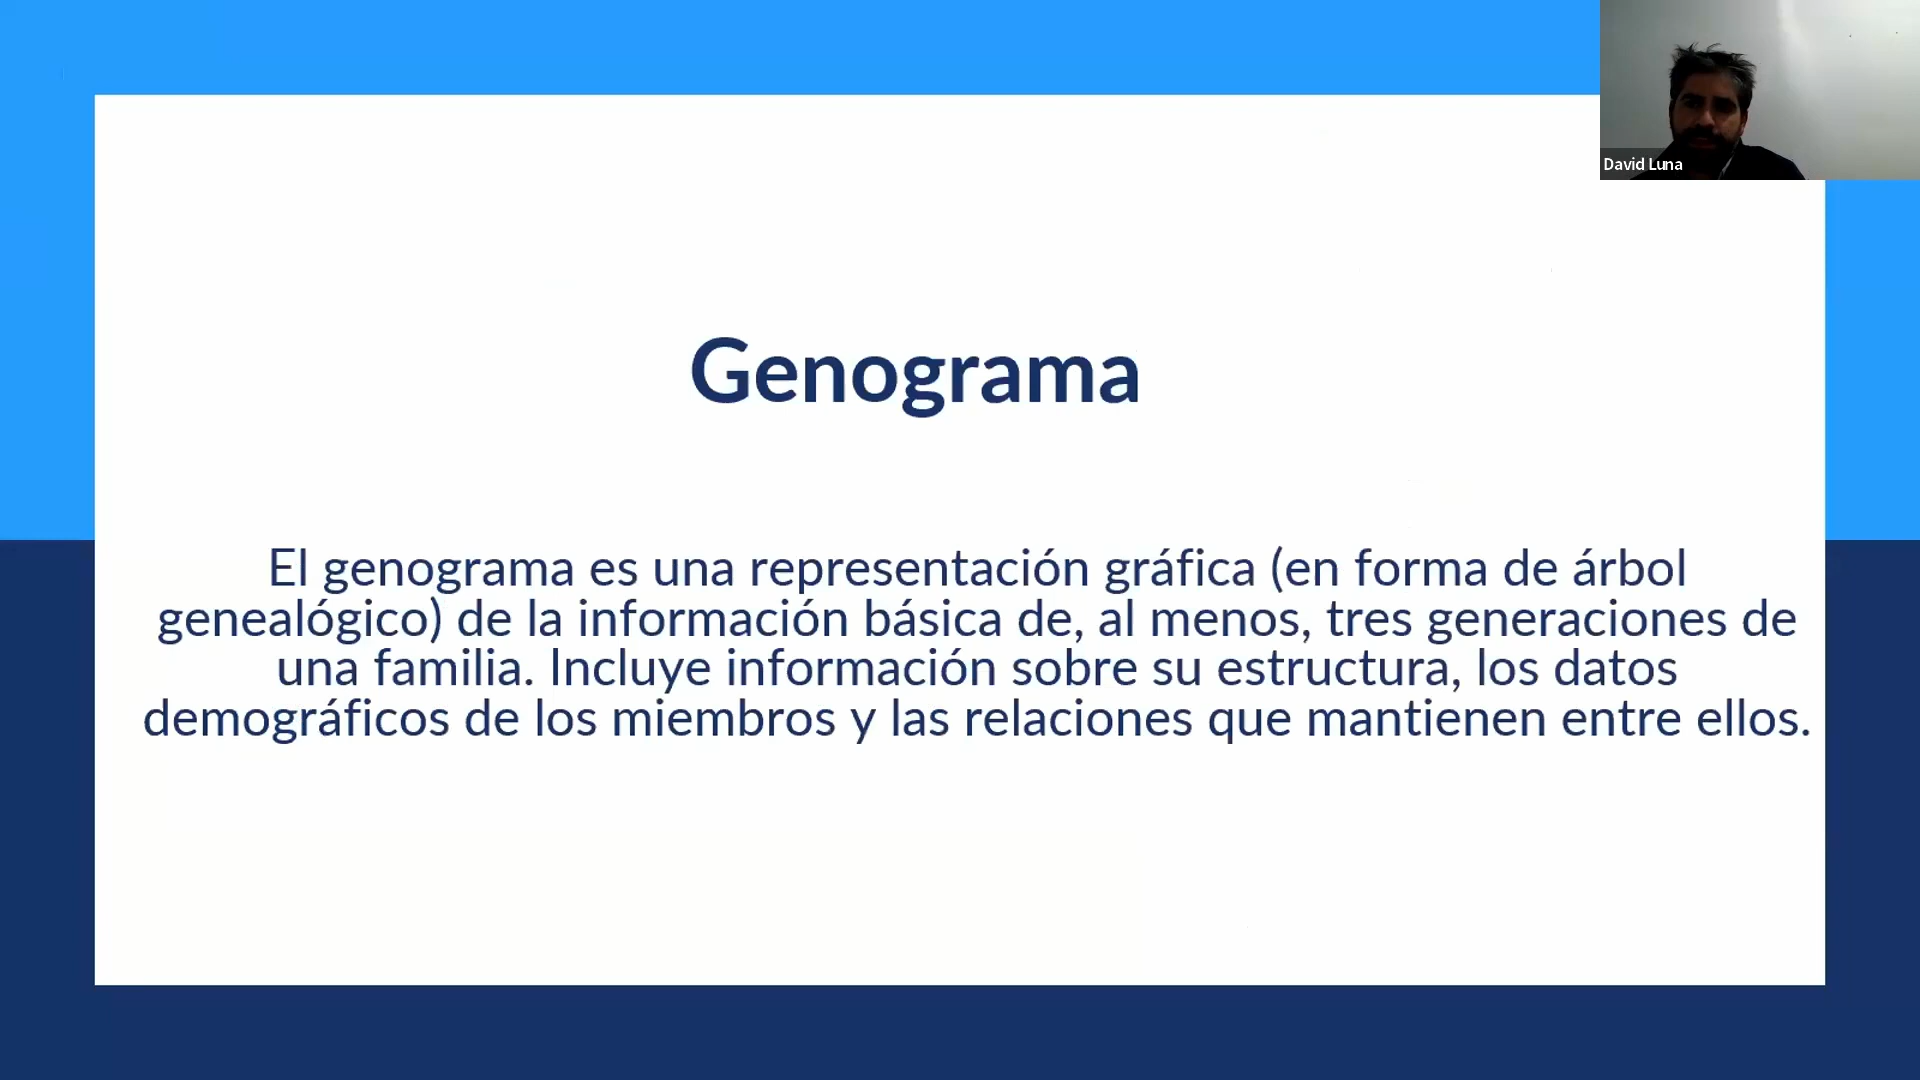 David Luna
Genograma
El genograma es una representación gráfica (en forma de árbol
genealógico) de la información básica de, al menos, tres generaciones de
una familia. Incluye información sobre su estructura, los datos
demográficos de los miembros y las relaciones que mantienen entre ellos.